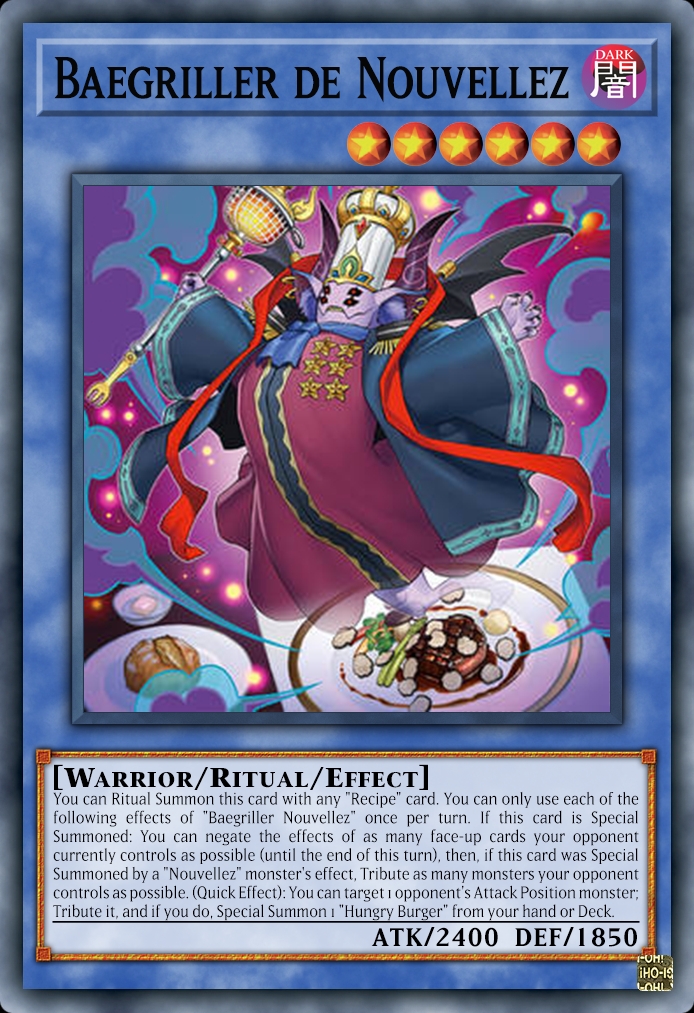 Baegriller de Nouvellez
DARK
闇
[Warrior/Ritual/Effect]
You can Ritual Summon this card with any "Recipe" card. You can only use each of the
following effects of "Baegriller Nouvellez" once per turn. If this card is Special
Summoned: You can negate the effects of as many face-up cards your opponent
currently controls as possible (until the end of this turn), then, if this card was Special
Summoned by a "Nouvellez" monster's effect, Tribute as many monsters your opponent
controls as possible. (Quick Effect): You can target 1 opponent's Attack Position monster;
Tribute it, and if you do, Special Summon 1 "Hungry Burger" from your hand or Deck.
ATK/2400 DEF/1850